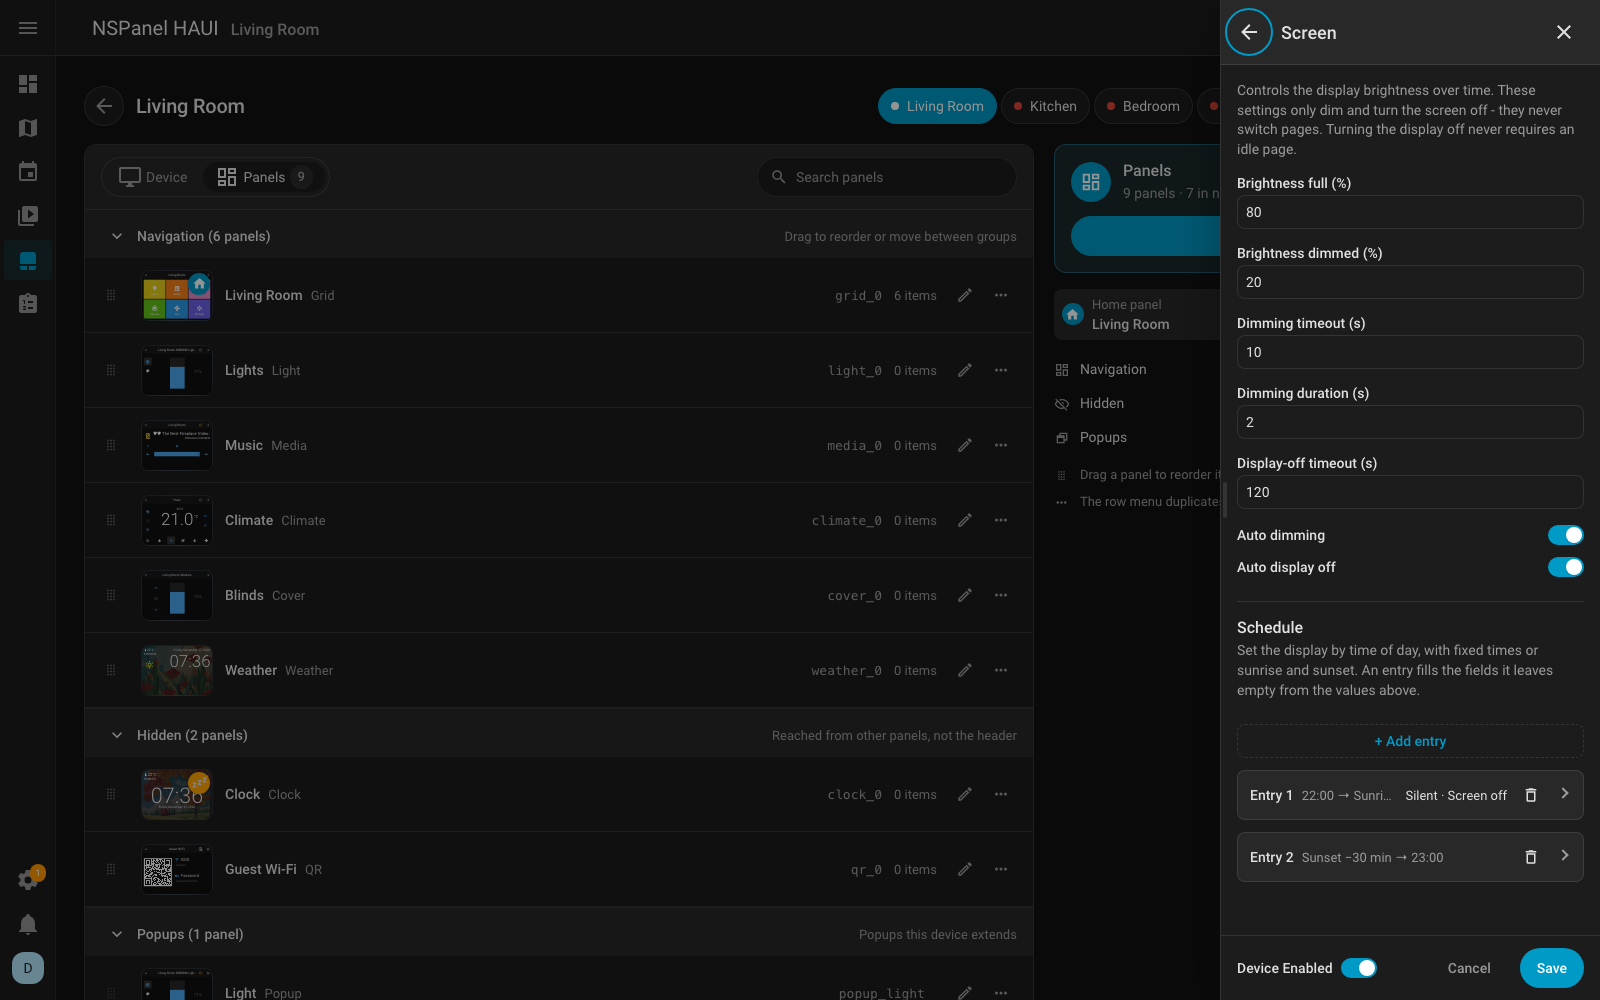 NSPanel HAUI Living Room
Living Room
Living Room
Kitchen
Bedroom
Device
Panels 9
Search panels
Navigation (6 panels)
Drag to reorder or move between groups
Living Room Grid
grid_0 6 items
Lights Light
light_0 0 items
Music Media
media_0 0 items
21.0
Climate Climate
climate_0 0 items
Blinds Cover
cover_0 0 items
07:36
Weather Weather
weather_0 0 items
Hidden (2 panels)
Reached from other panels, not the header
07:36
Clock Clock
clock_0 0 items
Guest Wi-Fi QR
qr_0 0 items
Popups (1 panel)
Popups this device extends
Light Popup
popup_light 0 items
1
D
Panels
9 panels · 7 in n
Home panel
Living Room
Navigation
Hidden
Popups
Drag a panel to reorder it
The row menu duplicate
Screen
Controls the display brightness over time. These
settings only dim and turn the screen off - they never
switch pages. Turning the display off never requires an
idle page.
Brightness full (%)
80
Brightness dimmed (%)
20
Dimming timeout (s)
10
Dimming duration (s)
2
Display-off timeout (s)
120
Auto dimming
Auto display off
Schedule
Set the display by time of day, with fixed times or
sunrise and sunset. An entry fills the fields it leaves
empty from the values above.
+ Add entry
Entry 1 22:00 → Sunri... Silent · Screen off
Entry 2 Sunset −30 min → 23:00
Device Enabled
Cancel
Save